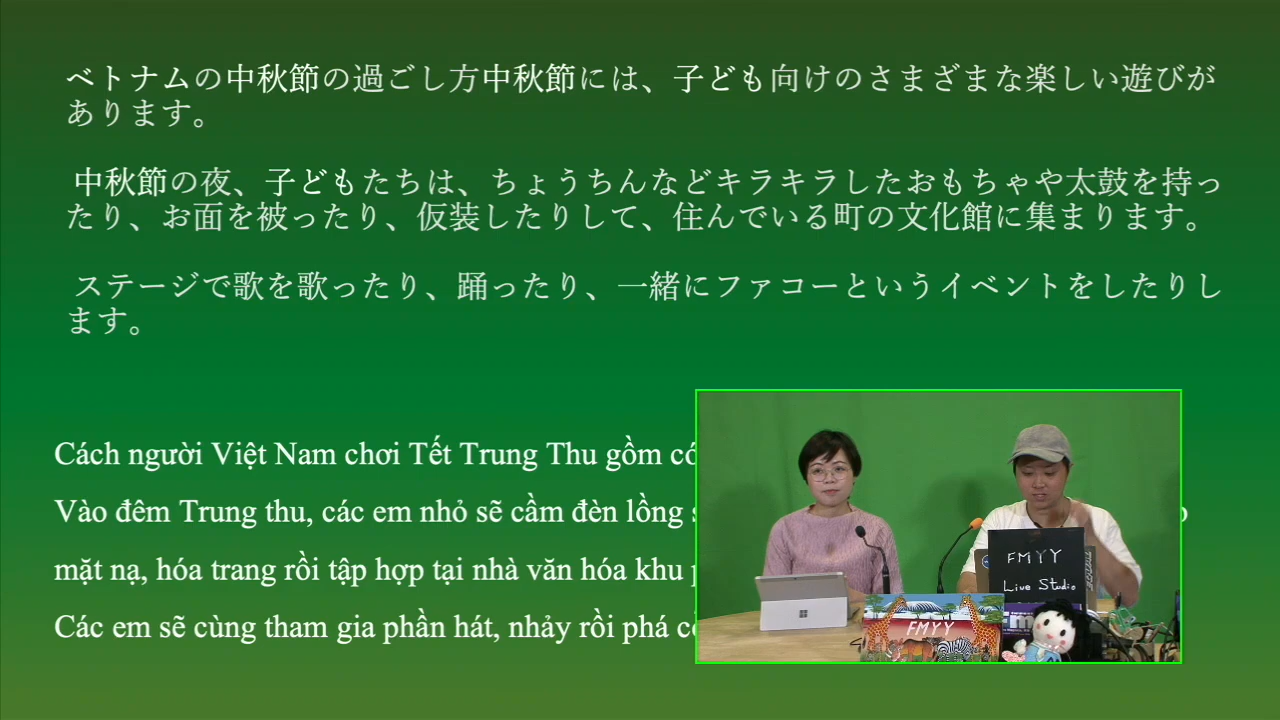 ベトナムの中秋節の過ごし方中秋節には、子ども向けのさまざまな楽しい遊びが
あります。
中秋節の夜、子どもたちは、ちょうちんなどキラキラしたおもちゃや太鼓を持っ
たり、お面を被ったり、仮装したりして、住んでいる町の文化館に集まります。
ステージで歌を歌ったり、踊ったり、一緒にファコーというイベントをしたりし
ます。
Cách người Việt Nam chơi Tết Trung Thu gồm có
Vào đêm Trung thu, các em nhỏ sẽ cầm đèn lồng
mặt nạ, hóa trang rồi tập hợp tại nhà văn hóa khu
Các em sẽ cùng tham gia phần hát, nhảy rồi phá
FMYY
Live Studio
FMYY